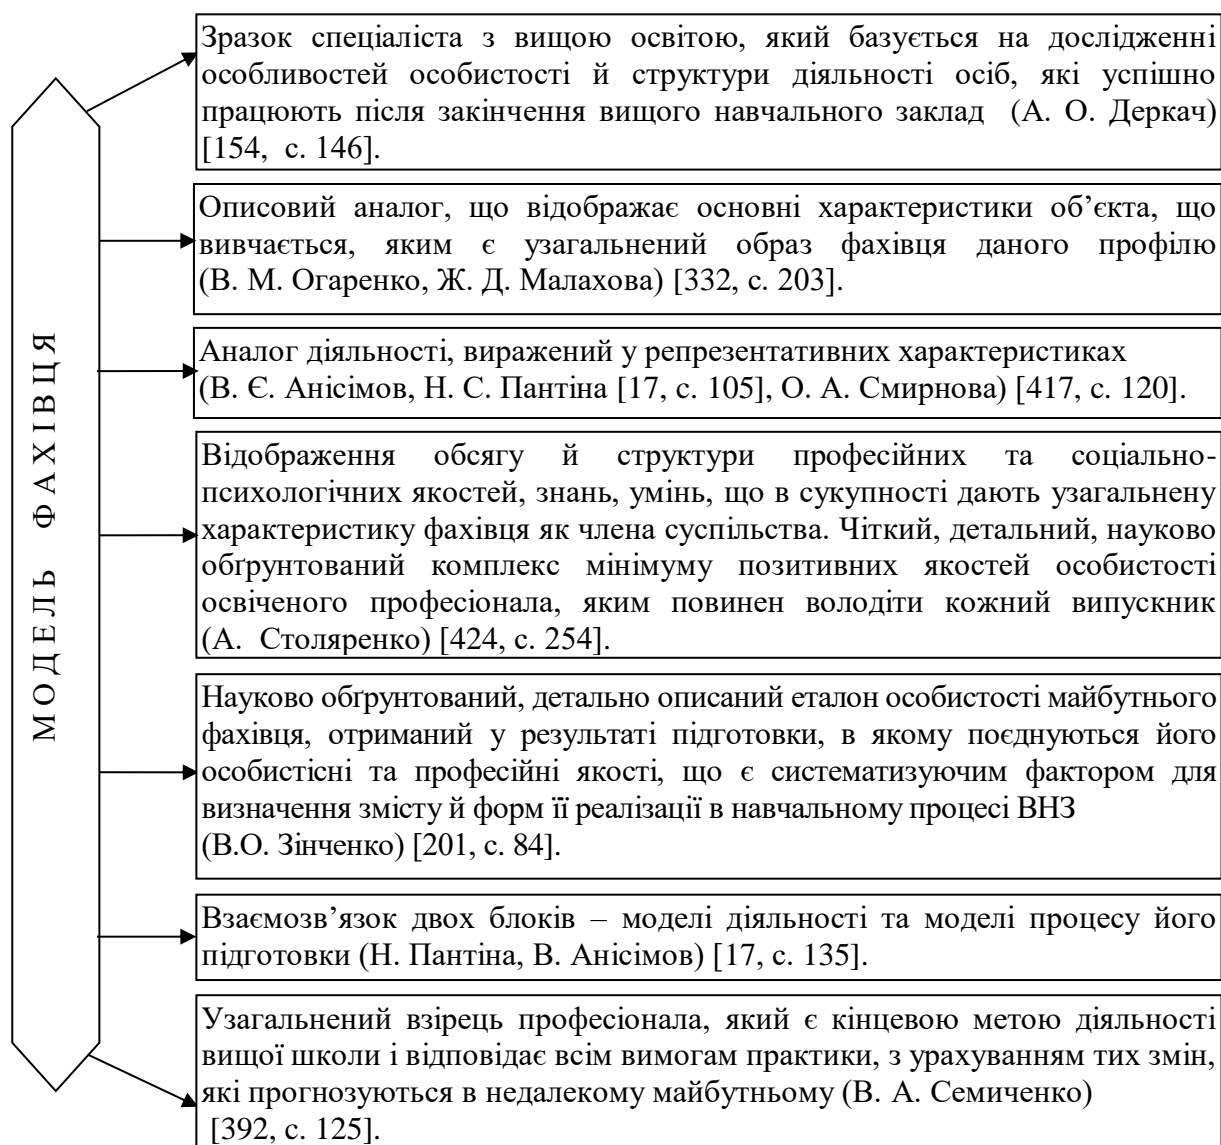 МОДЕЛЬ ФАХІВЦЯ
Зразок спеціаліста з вищою освітою, який базується на дослідженні
особливостей особистості й структури діяльності осіб, які успішно
працюють після закінчення вищого навчального заклад (А. О. Деркач)
[154, с. 146].
Описовий аналог, що відображає основні характеристики об’єкта, що
вивчається, яким є узагальнений образ фахівця даного профілю
(В. М. Огаренко, Ж. Д. Малахова) [332, с. 203].
Аналог діяльності, виражений у репрезентативних характеристиках
(В. Є. Анісімов, Н. С. Пантіна [17, с. 105], О. А. Смирнова) [417, с. 120].
Відображення обсягу й структури професійних та соціально-
психологічних якостей, знань, умінь, що в сукупності дають узагальнену
характеристику фахівця як члена суспільства. Чіткий, детальний, науково
обґрунтований комплекс мінімуму позитивних якостей особистості
освіченого професіонала, яким повинен володіти кожний випускник
(А. Столяренко) [424, с. 254].
Науково обґрунтований, детально описаний еталон особистості майбутнього
фахівця, отриманий у результаті підготовки, в якому поєднуються його
особистісні та професійні якості, що є систематизуючим фактором для
визначення змісту й форм її реалізації в навчальному процесі ВНЗ
(В.О. Зінченко) [201, с. 84].
Взаємозв’язок двох блоків – моделі діяльності та моделі процесу його
підготовки (Н. Пантіна, В. Анісімов) [17, с. 135].
Узагальнений взірець професіонала, який є кінцевою метою діяльності
вищої школи і відповідає всім вимогам практики, з урахуванням тих змін,
які прогнозуються в недалекому майбутньому (В. А. Семиченко)
[392, с. 125].